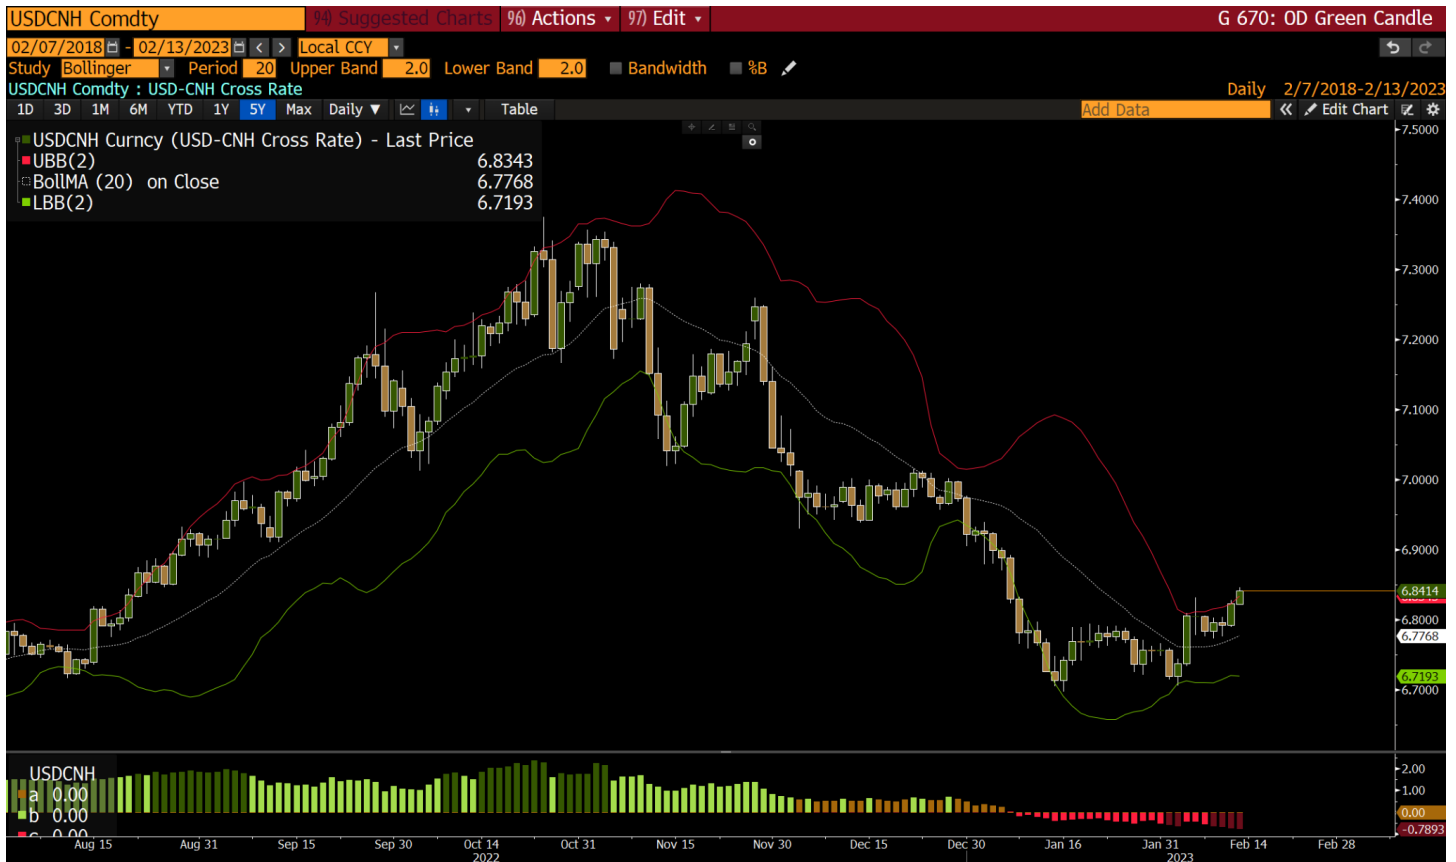 USDCNH Comdty 94) Suggested Charts 96) Actions 97) Edit G 670: OD Green Candle
02/07/2018 - 02/13/2023 Local CCY
Study Bollinger Period 20 Upper Band 2.0 Lower Band 2.0 Bandwidth %B
USDCNH Comdty : USD-CNH Cross Rate Daily 2/7/2018-2/13/2023
1D 3D 1M 6M YTD 1Y 5Y Max Daily ▼ Table Add Data « Edit Chart
USDCNH Curncy (USD-CNH Cross Rate) - Last Price
UBB(2) 6.8343
BollMA (20) on Close 6.7768
LBB(2) 6.7193
7.5000
7.4000
7.3000
7.2000
7.1000
7.0000
6.9000
6.8414
6.8000
6.7768
6.7193
6.7000
USDCNH
a 0.00
b 0.00
c 0.00
2.00
1.00
0.00
-0.7893
Aug 15 Aug 31 Sep 15 Sep 30 Oct 14 Oct 31 Nov 15 Nov 30 Dec 15 Dec 30 Jan 16 Jan 31 Feb 14 Feb 28
2022 2023